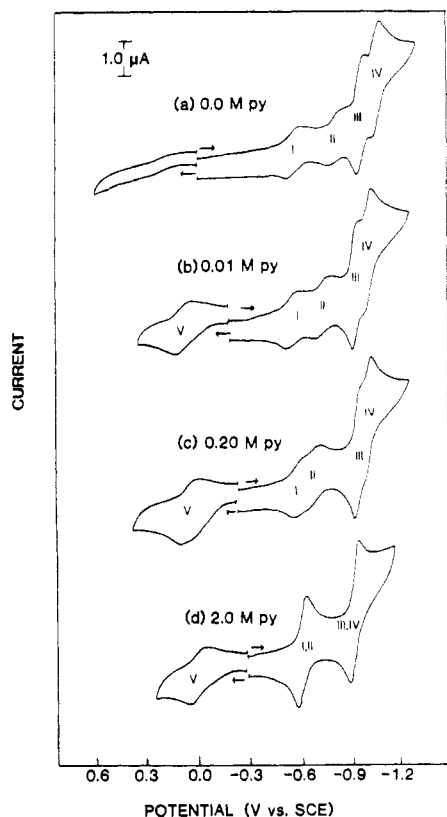 1.0 μA
IV
(a) 0.0 M py
III
I
II
IV
(b) 0.01 M py
III
I
II
V
CURRENT
IV
(c) 0.20 M py
III
II
I
V
(d) 2.0 M py
III,IV
I,II
V
0.6 0.3 0.0 -0.3 -0.6 -0.9 -1.2
POTENTIAL (V vs. SCE)